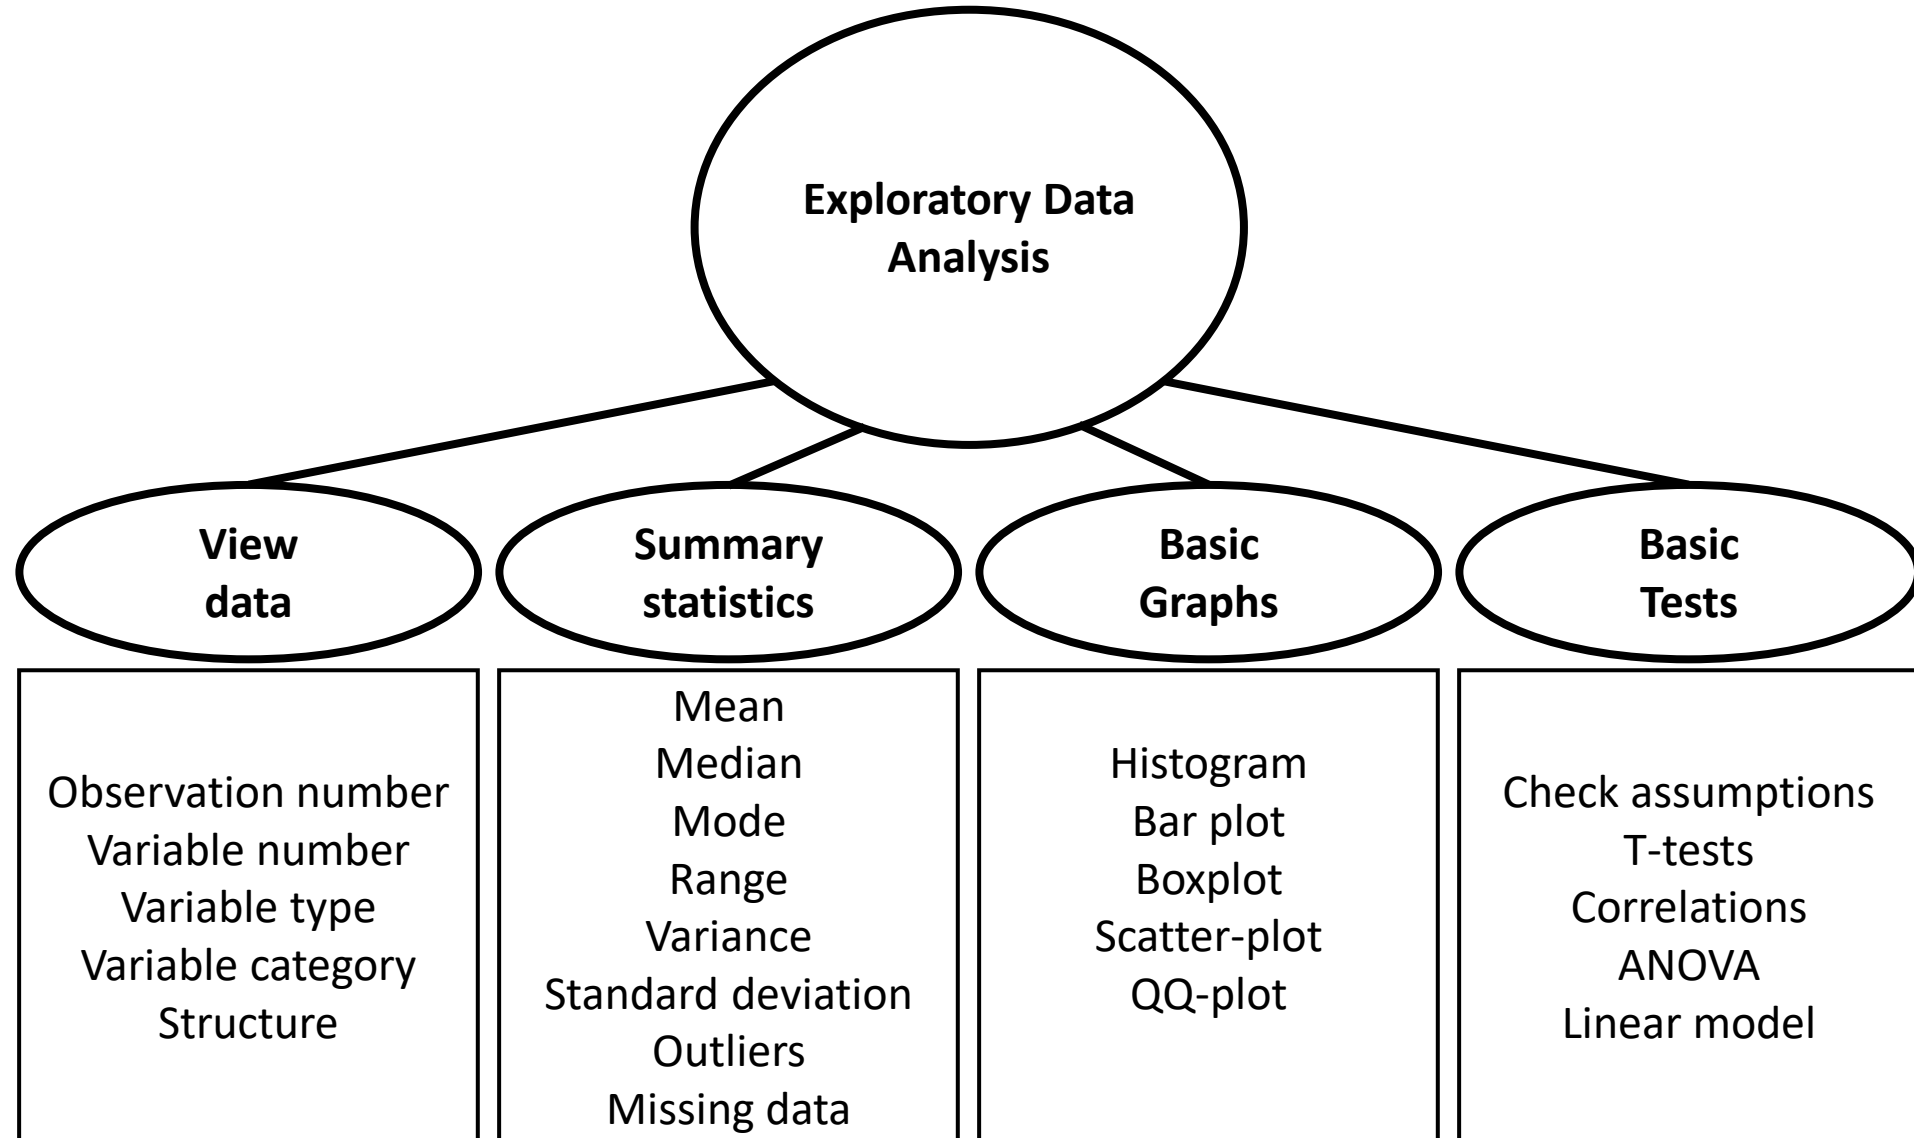 Exploratory Data
Analysis
View
data
Summary
statistics
Basic
Graphs
Basic
Tests
Observation number
Variable number
Variable type
Variable category
Structure
Mean
Median
Mode
Range
Variance
Standard deviation
Outliers
Missing data
Histogram
Bar plot
Boxplot
Scatter-plot
QQ-plot
Check assumptions
T-tests
Correlations
ANOVA
Linear model